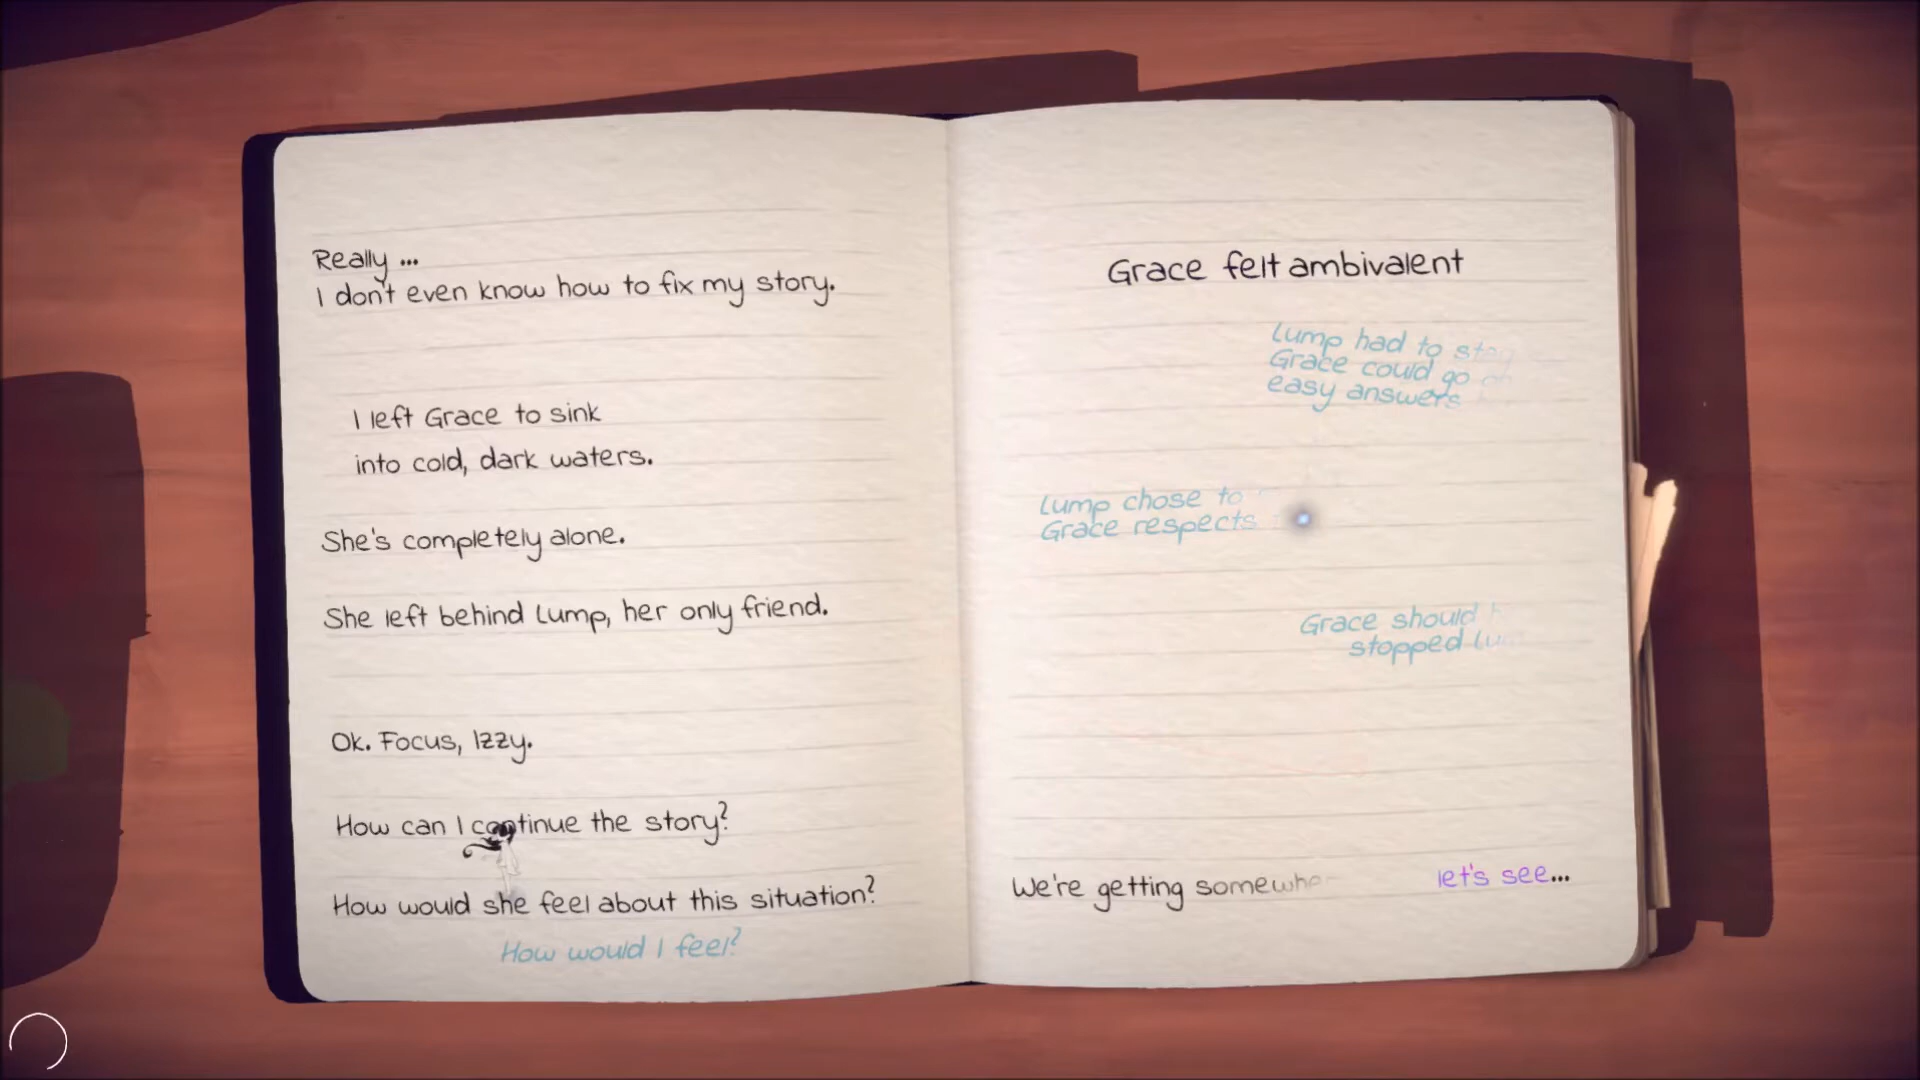 Really ...
I don't even know how to fix my story.
I left Grace to sink
into cold, dark waters.
She's completely alone.
She left behind Lump, her only friend.
Ok. Focus, Izzy.
How can I continue the story?
How would she feel about this situation?
How would I feel?
Grace felt ambivalent
Lump had to
Grace could go
easy answers
Lump chose to
Grace respects
Grace should
stopped
We're getting
let's see...